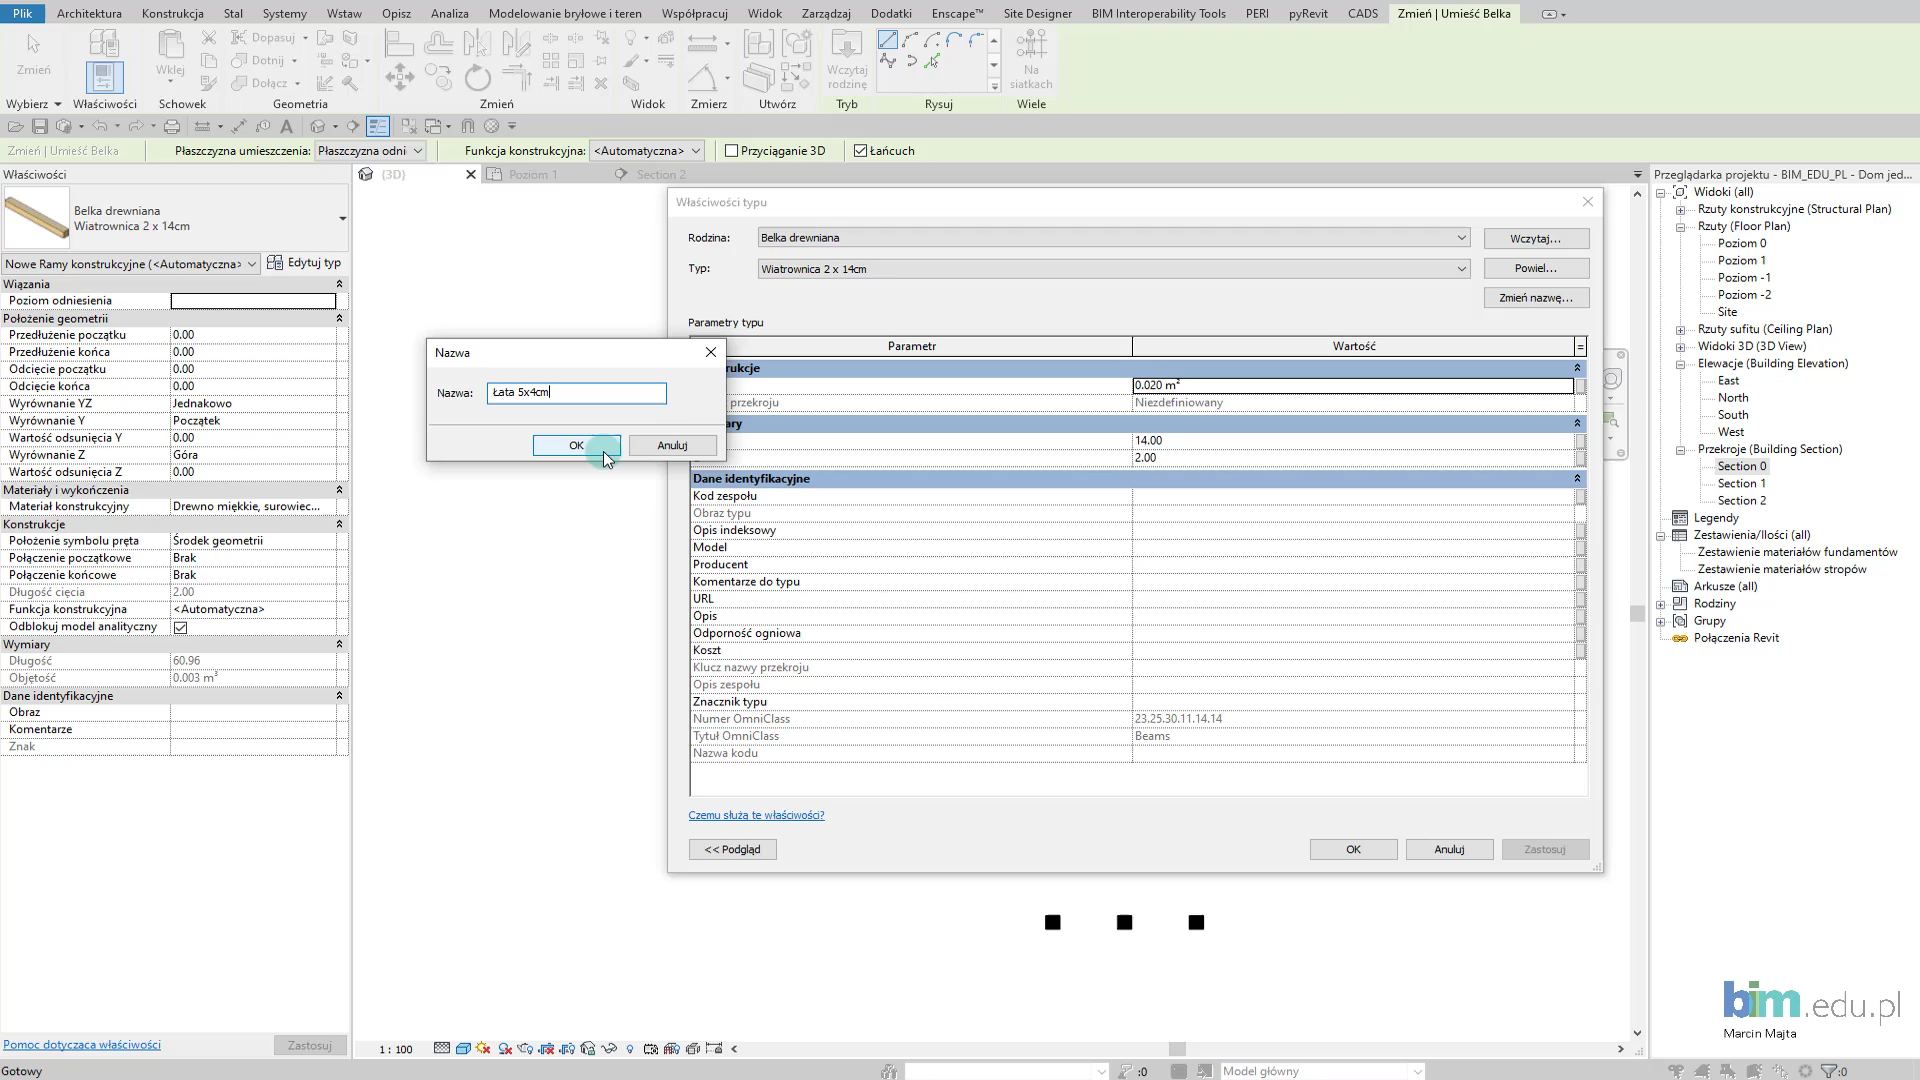 Plik Architektura Konstrukcja Stal Systemy Wstaw Opisz Analiza Modelowanie bryłowe i teren Współpracuj Widok Zarządzaj Dodatki Enscape™ Site Designer BIM Interoperability Tools PERI pyRevit CADS Zmień | Umieść Belka
Zmień Wklej Dopasuj Dotnij Dołącz Wczytaj rodzinę Na siatkach
Wybierz Właściwości Schowek Geometria Zmień Widok Zmierz Utwórz Tryb Rysuj Wiele
Zmień | Umieść Belka Płaszczyzna umieszczenia: Płaszczyzna odni Funkcja konstrukcyjna: <Automatyczna> Przyciąganie 3D Łańcuch
Właściwości
Belka drewniana
Wiatrownica 2 x 14cm
Nowe Ramy konstrukcyjne (<Automatyczna> Edytuj typ
Wiązania
Poziom odniesienia
Położenie geometrii
Przedłużenie początku 0.00
Przedłużenie końca 0.00
Odcięcie początku 0.00
Odcięcie końca 0.00
Wyrównanie YZ Jednakowo
Wyrównanie Y Początek
Wartość odsunięcia Y 0.00
Wyrównanie Z Góra
Wartość odsunięcia Z 0.00
Materiały i wykończenia
Materiał konstrukcyjny Drewno miękkie, surowiec...
Konstrukcje
Położenie symbolu pręta Środek geometrii
Połączenie początkowe Brak
Połączenie końcowe Brak
Długość cięcia 2.00
Funkcja konstrukcyjna <Automatyczna>
Odblokuj model analityczny
Wymiary
Długość 60.96
Objętość 0.003 m³
Dane identyfikacyjne
Obraz
Komentarze
Znak
Pomoc dotycząca właściwości Zastosuj
{3D} Poziom 1 Section 2
Właściwości typu
Rodzina: Belka drewniana Wczytaj...
Typ: Wiatrownica 2 x 14cm Powiel...
Zmień nazwę...
Parametry typu
Parametr Wartość =
rukcje
0.020 m²
przekroju Niezdefiniowany
ary
14.00
2.00
Dane identyfikacyjne
Kod zespołu
Obraz typu
Opis indeksowy
Model
Producent
Komentarze do typu
URL
Opis
Odporność ogniowa
Koszt
Klucz nazwy przekroju
Opis zespołu
Znacznik typu
Numer OmniClass 23.25.30.11.14.14
Tytuł OmniClass Beams
Nazwa kodu
Czemu służą te właściwości?
<< Podgląd OK Anuluj Zastosuj
Nazwa
Nazwa: Łata 5x4cm
OK Anuluj
Przeglądarka projektu - BIM_EDU_PL - Dom jed...
Widoki (all)
Rzuty konstrukcyjne (Structural Plan)
Rzuty (Floor Plan)
Poziom 0
Poziom 1
Poziom -1
Poziom -2
Site
Rzuty sufitu (Ceiling Plan)
Widoki 3D (3D View)
Elewacje (Building Elevation)
East
North
South
West
Przekroje (Building Section)
Section 0
Section 1
Section 2
Legendy
Zestawienia/Ilości (all)
Zestawienie materiałów fundamentów
Zestawienie materiałów stropów
Arkusze (all)
Rodziny
Grupy
Połączenia Revit
bim.edu.pl
Marcin Majta
1 : 100
Gotowy :0 Model główny :0